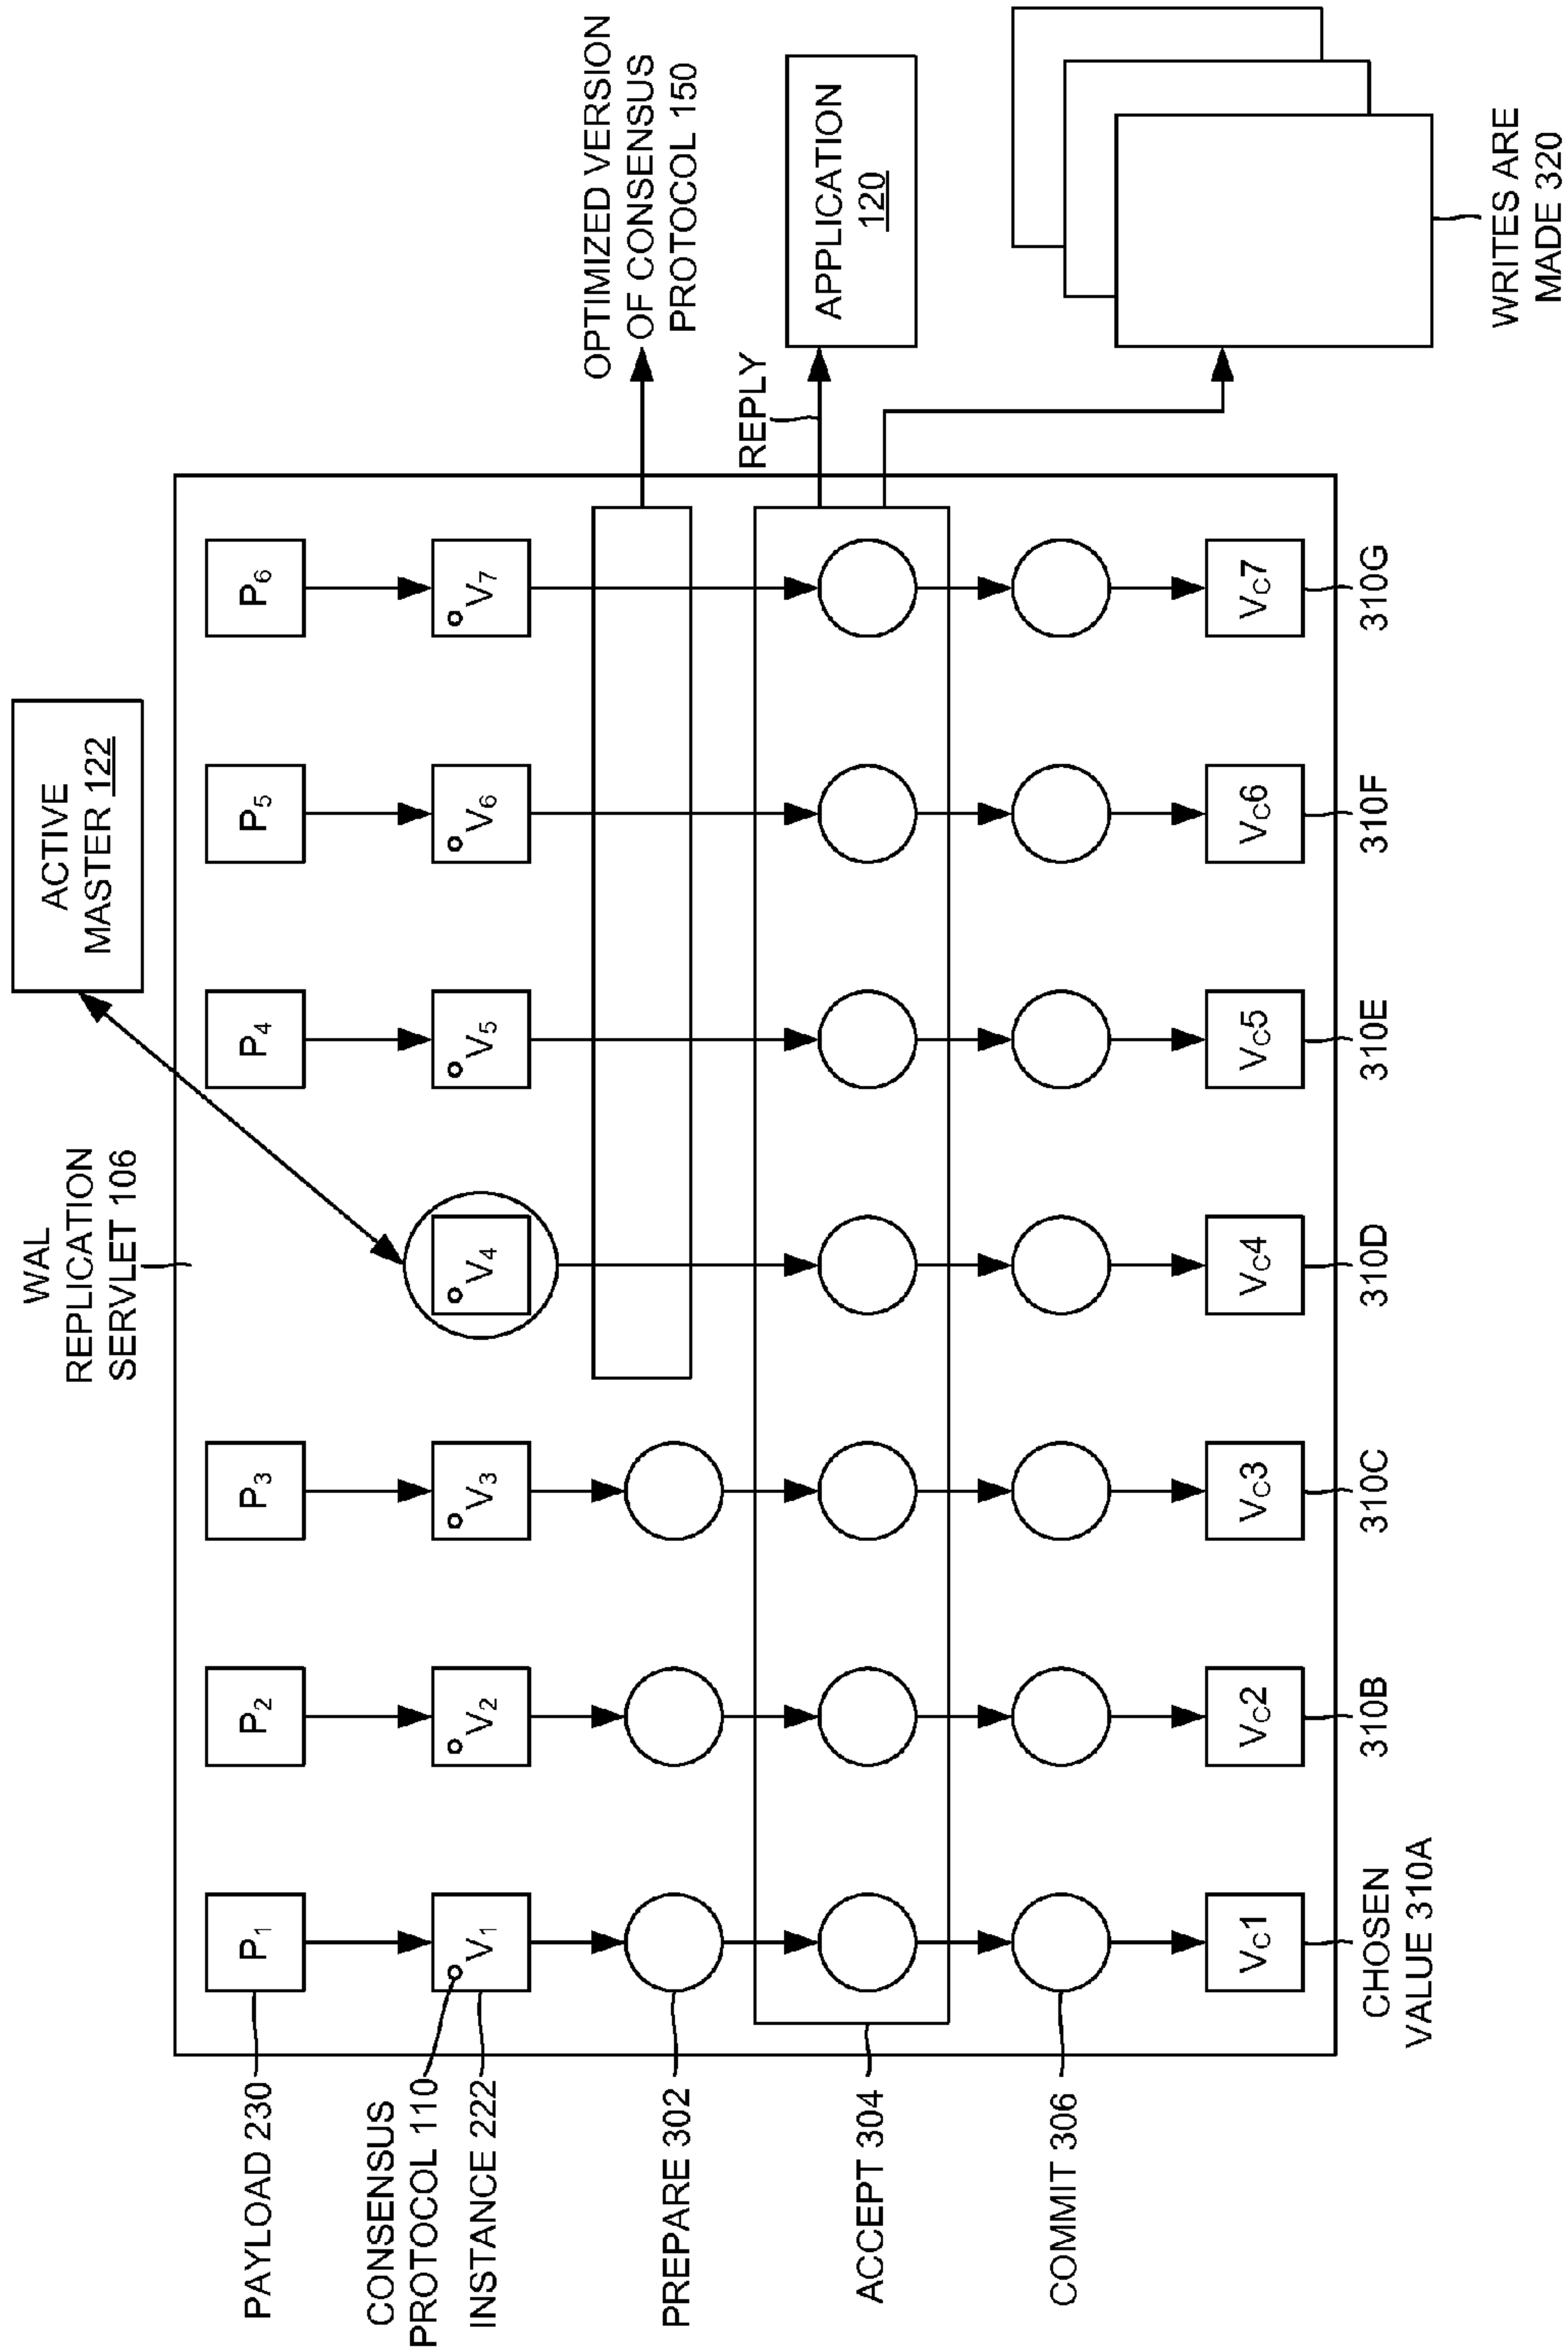 WAL
REPLICATION
SERVLET 106
ACTIVE
MASTER 122
PAYLOAD 230
P1
P2
P3
P4
P5
P6
CONSENSUS
PROTOCOL 110
INSTANCE 222
V1
V2
V3
V4
V5
V6
V7
OPTIMIZED VERSION
OF CONSENSUS
PROTOCOL 150
PREPARE 302
REPLY
APPLICATION
120
ACCEPT 304
COMMIT 306
VC1
VC2
VC3
VC4
VC5
VC6
VC7
CHOSEN
VALUE 310A
310B
310C
310D
310E
310F
310G
WRITES ARE
MADE 320